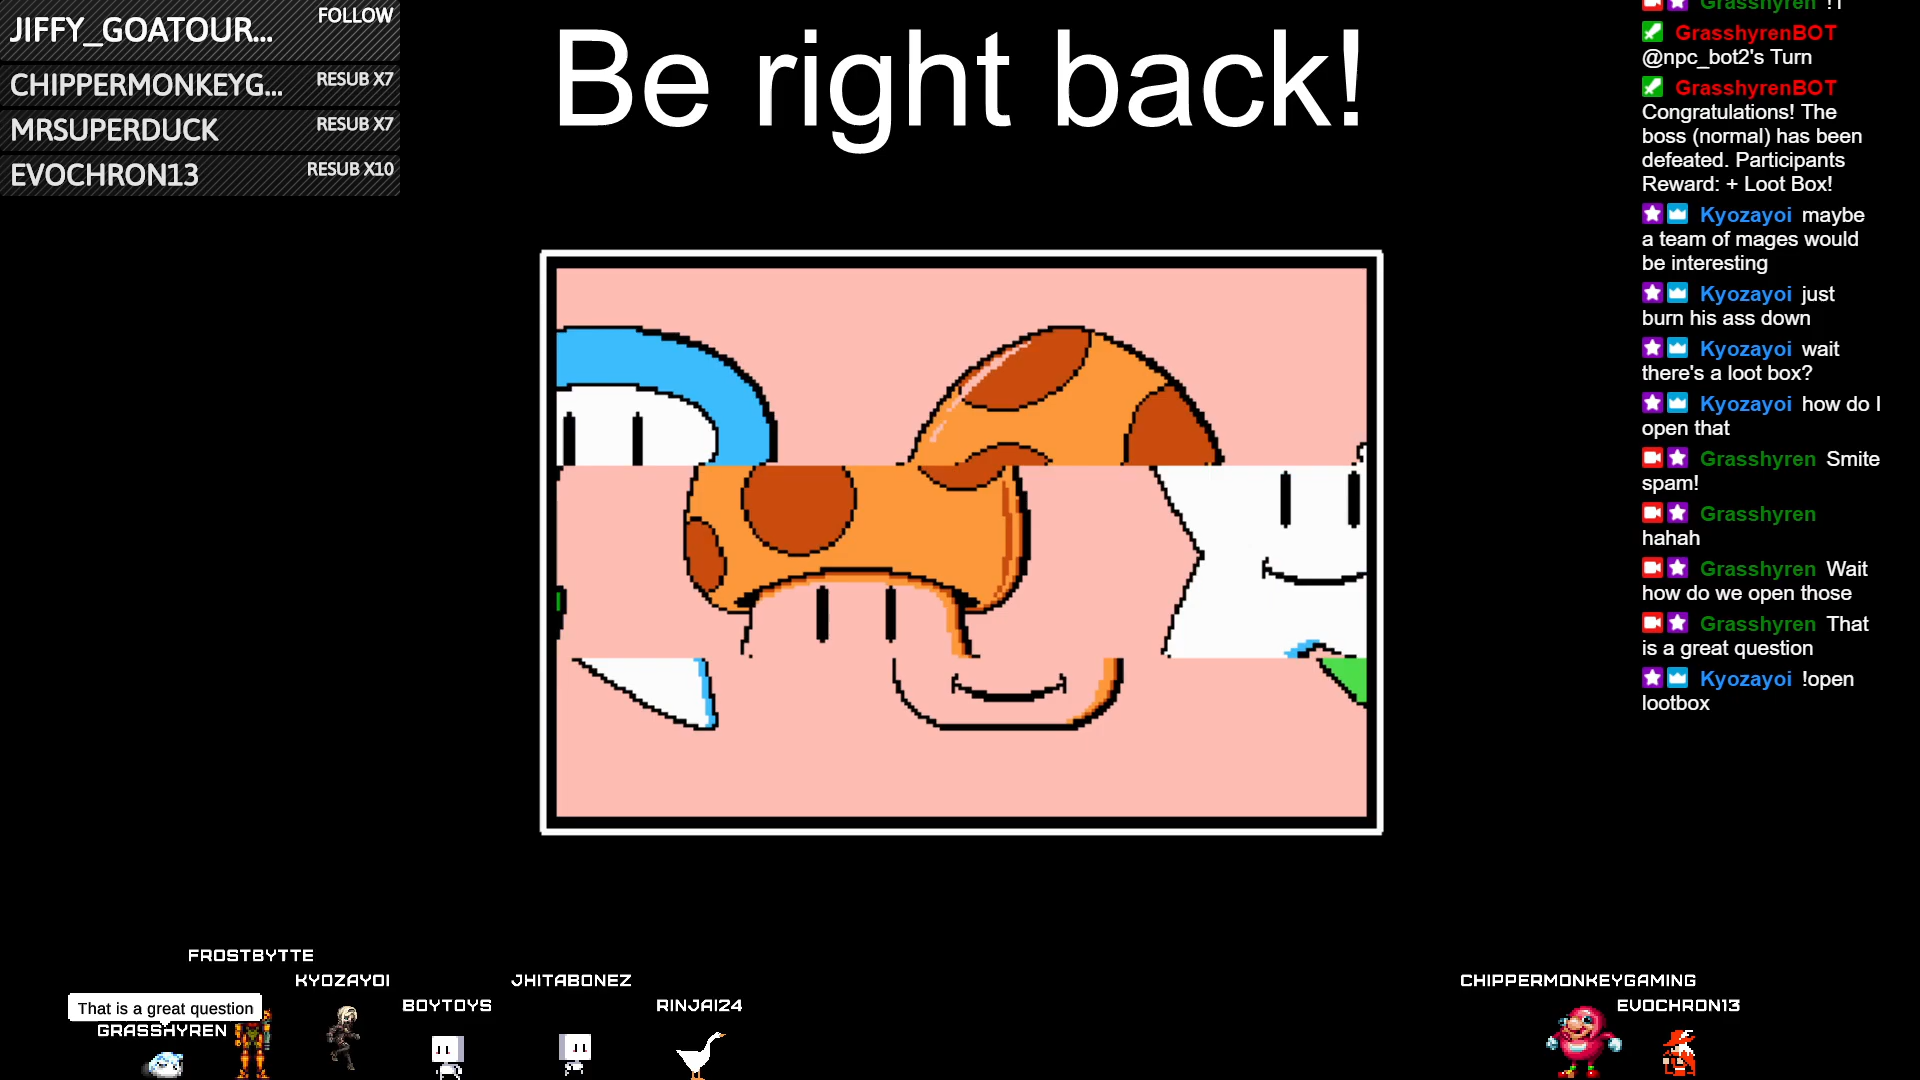 JIFFY_GOATOUR... FOLLOW
CHIPPERMONKEYG... RESUB X7
MRSUPERDUCK RESUB X7
EVOCHRON13 RESUB X10
Be right back!
Grasshyren !T
GrasshyrenBOT
@npc_bot2's Turn
GrasshyrenBOT
Congratulations! The
boss (normal) has been
defeated. Participants
Reward: + Loot Box!
Kyozayoi maybe
a team of mages would
be interesting
Kyozayoi just
burn his ass down
Kyozayoi wait
there's a loot box?
Kyozayoi how do I
open that
Grasshyren Smite
spam!
Grasshyren
hahah
Grasshyren Wait
how do we open those
Grasshyren That
is a great question
Kyozayoi !open
lootbox
FROSTBYTTE
KYOZAYOI
JHITABONEZ
CHIPPERMONKEYGAMING
BOYTOYS
RINJAI24
EVOCHRON13
That is a great question
GRASSHYREN